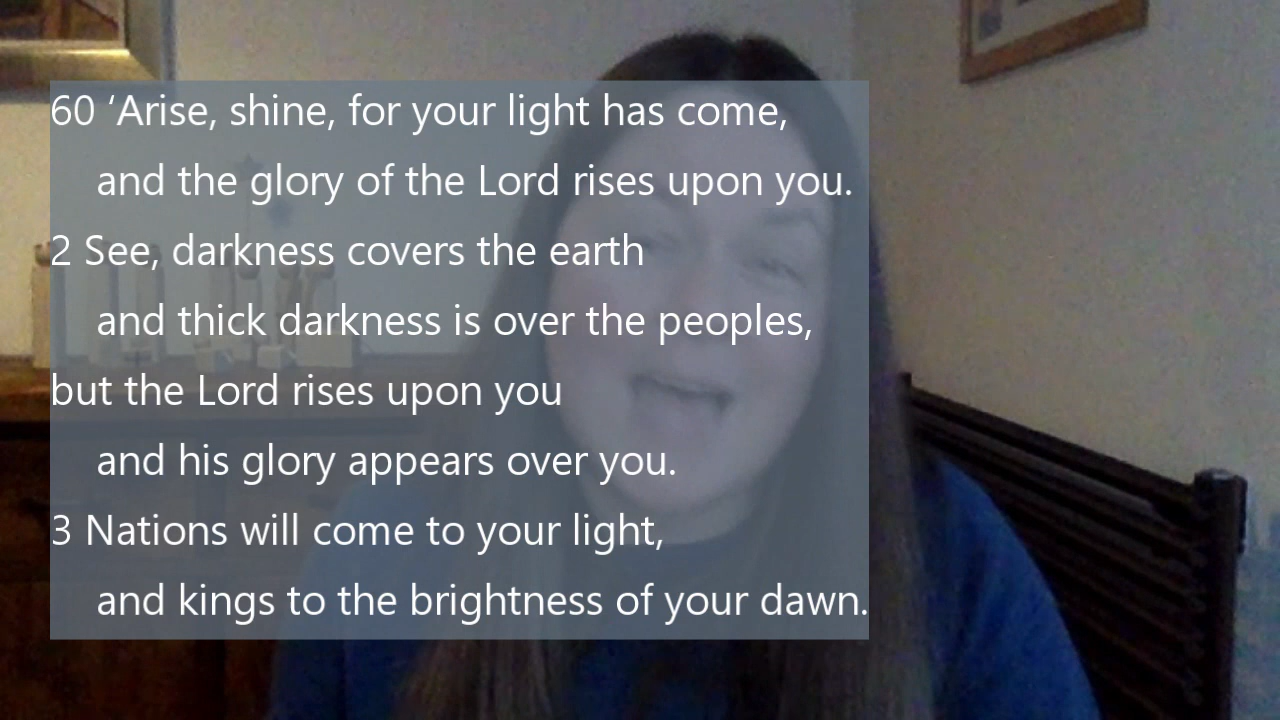 60 ‘Arise, shine, for your light has come,
and the glory of the Lord rises upon you.
2 See, darkness covers the earth
and thick darkness is over the peoples,
but the Lord rises upon you
and his glory appears over you.
3 Nations will come to your light,
and kings to the brightness of your dawn.